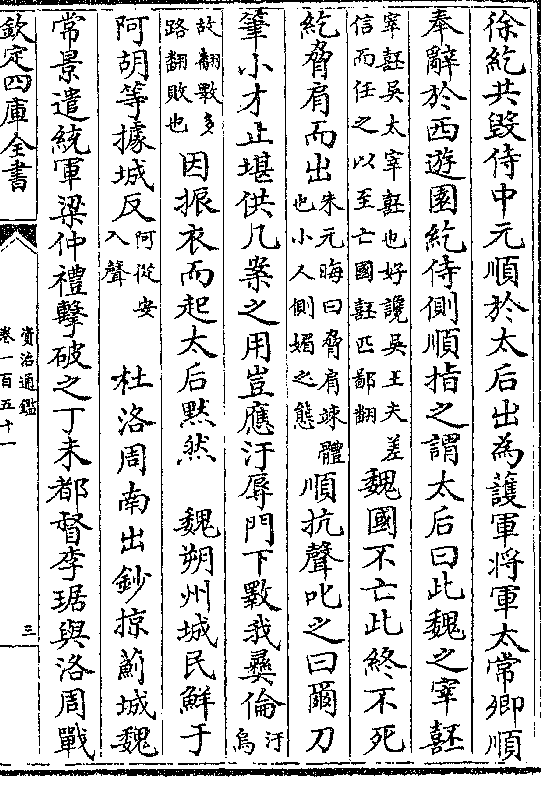 徐紇共毀侍中元順於太后出為護軍將軍太常卿順
奉辭於西遊園紇侍側順指之謂太后曰此魏之宰嚭
宰嚭吳太宰嚭也好讒吳王夫差
信而任之以至亡國嚭匹鄙翻
魏國不亡此終不死
紇脅肩而出
朱元晦曰脅肩竦體
也小人側媚之態
順抗聲叱之曰爾刀
筆小才止堪供几案之用豈應汙辱門下斁我彞倫
汙烏
故翻斁多
路翻敗也
因振衣而起太后黙然 魏朔州城民鮮于
阿胡等據城反
阿從安
入聲
杜洛周南出鈔掠薊城魏
常景遣統軍梁仲禮擊破之丁未都督李琚與洛周戰
欽定四庫全書
資治通鑑
卷一百五十一
三